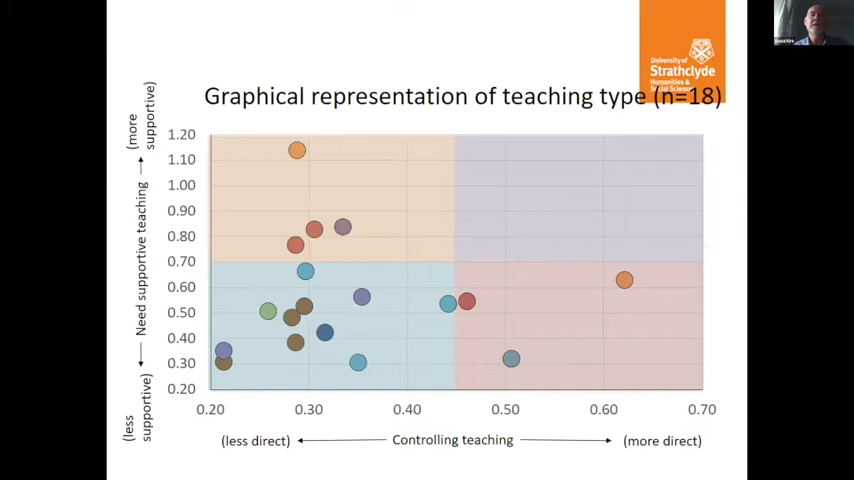 University of
Strathclyde
Humanities &
Social Sciences
Graphical representation of teaching type (n=18)
(more
supportive)
Need supportive teaching
(less
supportive)
1.20
1.10
1.00
0.90
0.80
0.70
0.60
0.50
0.40
0.30
0.20
0.20 0.30 0.40 0.50 0.60 0.70
(less direct) Controlling teaching (more direct)
David Kirk